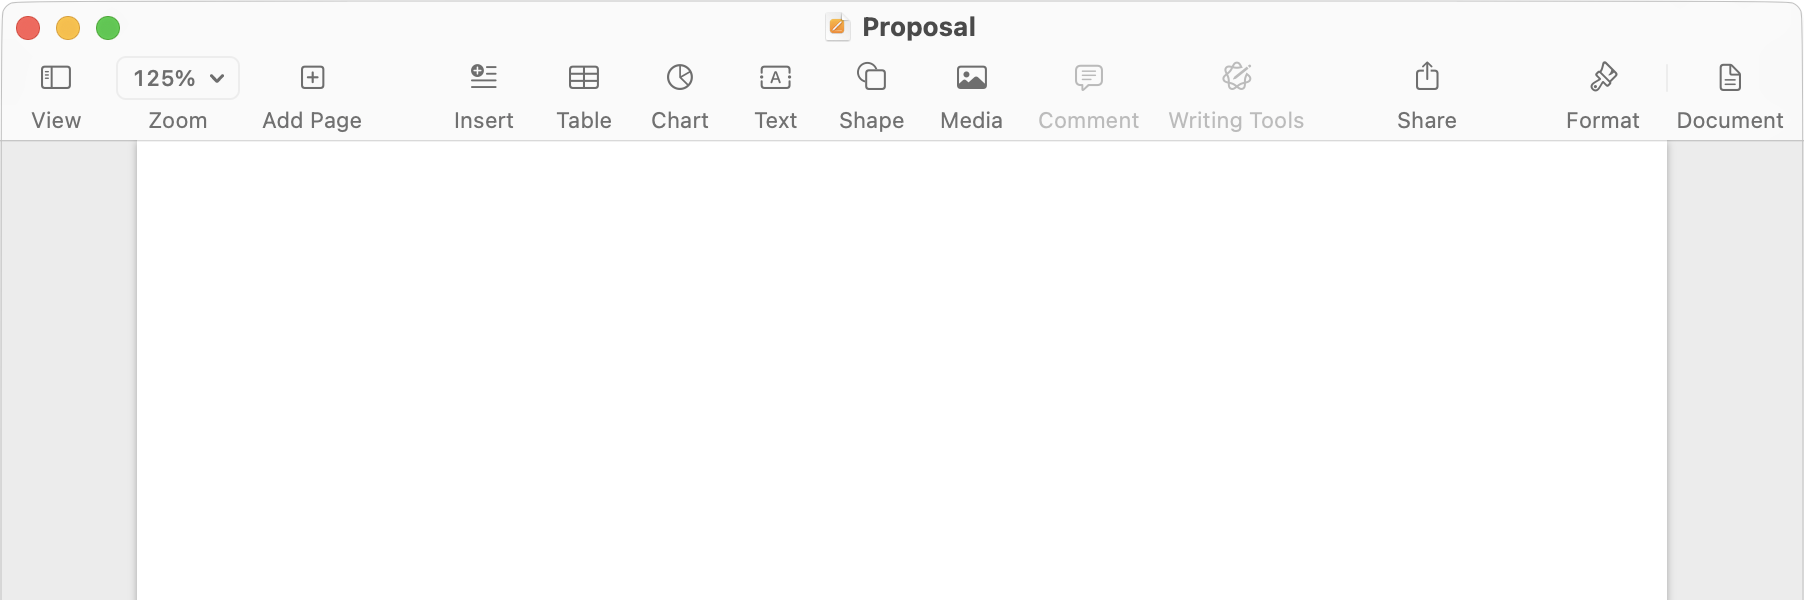 Proposal
125%
View Zoom Add Page Insert Table Chart Text Shape Media Comment Writing Tools Share Format Document